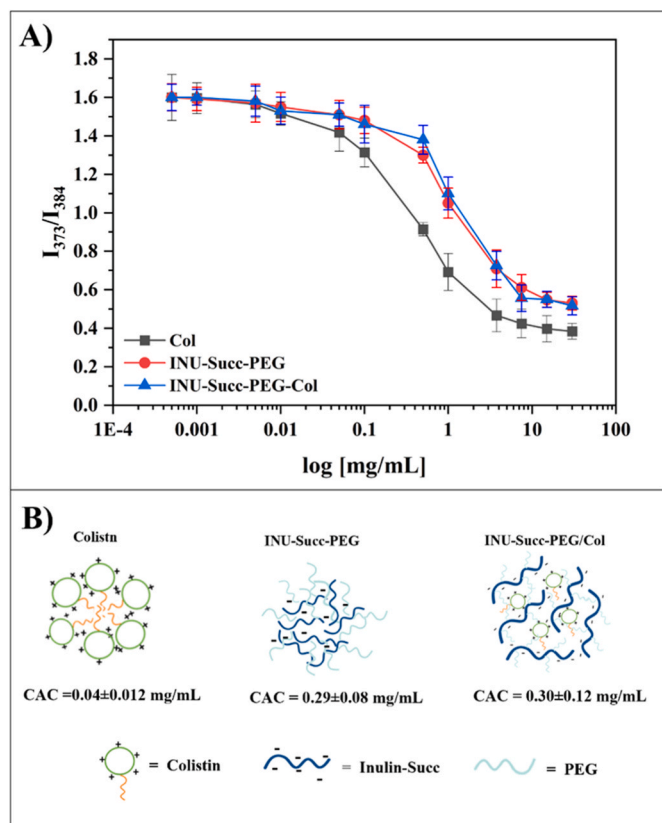 A)
1.8
1.6
1.4
1.2
1.0
0.8
0.6
0.4
0.2
0.0
I373/I384
Col
INU-Succ-PEG
INU-Succ-PEG-Col
1E-4 0.001 0.01 0.1 1 10 100
log [mg/mL]
B)
Colistn INU-Succ-PEG INU-Succ-PEG/Col
CAC =0.04±0.012 mg/mL CAC = 0.29±0.08 mg/mL CAC = 0.30±0.12 mg/mL
= Colistin = Inulin-Succ = PEG